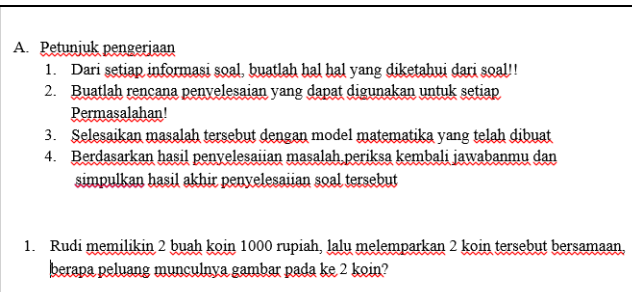 A. Petunjuk pengerjaan
1. Dari setiap informasi soal, buatlah hal hal yang diketahui dari soal!!
2. Buatlah rencana penyelesaian yang dapat digunakan untuk setiap
Permasalahan!
3. Selesaikan masalah tersebut dengan model matematika yang telah dibuat
4. Berdasarkan hasil penyelesaiian masalah,periksa kembali jawabanmu dan
simpulkan hasil akhir penyelesaiian soal tersebut
1. Rudi memilikin 2 buah koin 1000 rupiah, lalu melemparkan 2 koin tersebut bersamaan,
berapa peluang munculnya gambar pada ke 2 koin?